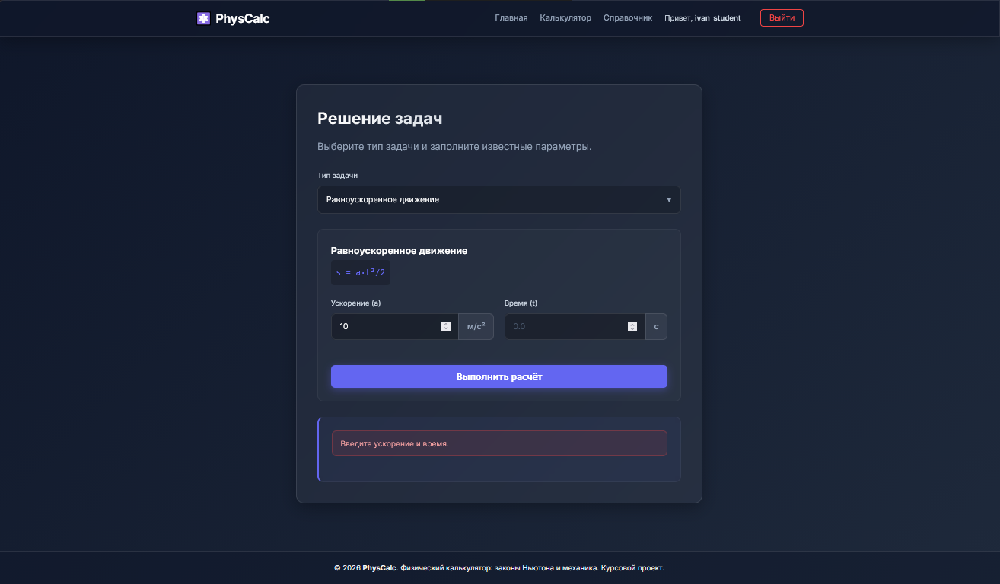 PhysCalc
Главная Калькулятор Справочник Привет, ivan_student Выйти
Решение задач
Выберите тип задачи и заполните известные параметры.
Тип задачи
Равноускоренное движение
Равноускоренное движение
s = a·t²/2
Ускорение (a) Время (t)
10 м/с² 0.0 с
Выполнить расчёт
Введите ускорение и время.
© 2026 PhysCalc. Физический калькулятор: законы Ньютона и механика. Курсовой проект.